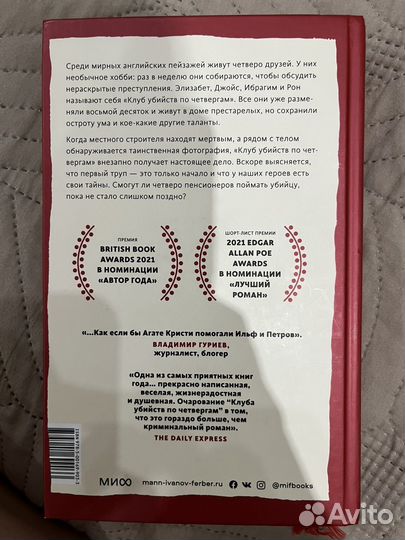 Среди мирных английских пейзажей живут четверо друзей. У них
необычное хобби: раз в неделю они собираются, чтобы обсудить
нераскрытые преступления. Элизабет, Джойс, Ибрагим и Рон
называют себя «Клуб убийств по четвергам». Все они уже разме-
няли восьмой десяток и живут в доме престарелых, но сохранили
остроту ума и кое-какие другие таланты.
Когда местного строителя находят мертвым, а рядом с телом
обнаруживается таинственная фотография, «Клуб убийств по чет-
вергам» внезапно получает настоящее дело. Вскоре выясняется,
что первый труп — это только начало и что у наших героев есть
свои тайны. Смогут ли четверо пенсионеров поймать убийцу,
пока не стало слишком поздно?
ПРЕМИЯ
BRITISH BOOK
AWARDS 2021
В НОМИНАЦИИ
«АВТОР ГОДА»
ШОРТ-ЛИСТ ПРЕМИИ
2021 EDGAR
ALLAN POE
AWARDS
В НОМИНАЦИИ
«ЛУЧШИЙ
РОМАН»
«...Как если бы Агате Кристи помогали Ильф и Петров».
ВЛАДИМИР ГУРИЕВ,
журналист, блогер
«Одна из самых приятных книг
года... прекрасно написанная,
веселая, жизнерадостная
и душевная. Очарование “Клуба
убийств по четвергам” в том,
что это гораздо больше, чем
криминальный роман».
THE DAILY EXPRESS
МИФ
mann-ivanov-ferber.ru
@mifbooks
Avito